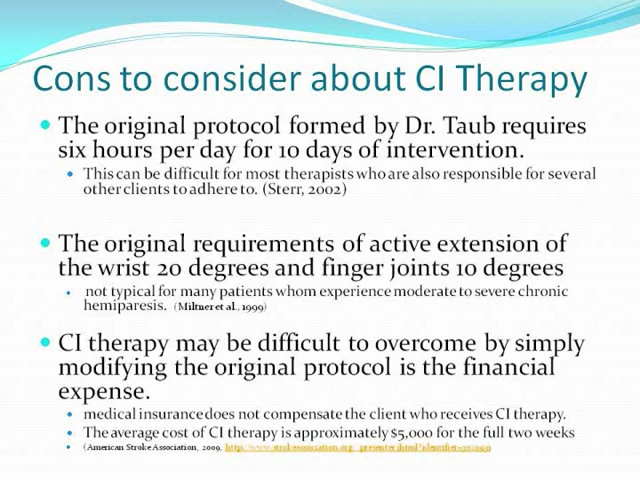 Cons to consider about CI Therapy
The original protocol formed by Dr. Taub requires
six hours per day for 10 days of intervention.
This can be difficult for most therapists who are also responsible for several
other clients to adhere to. (Sterr, 2002)
The original requirements of active extension of
the wrist 20 degrees and finger joints 10 degrees
not typical for many patients whom experience moderate to severe chronic
hemiparesis. (Miltner et al., 1999)
CI therapy may be difficult to overcome by simply
modifying the original protocol is the financial
expense.
medical insurance does not compensate the client who receives CI therapy.
The average cost of CI therapy is approximately $5,000 for the full two weeks
(American Stroke Association, 2009,